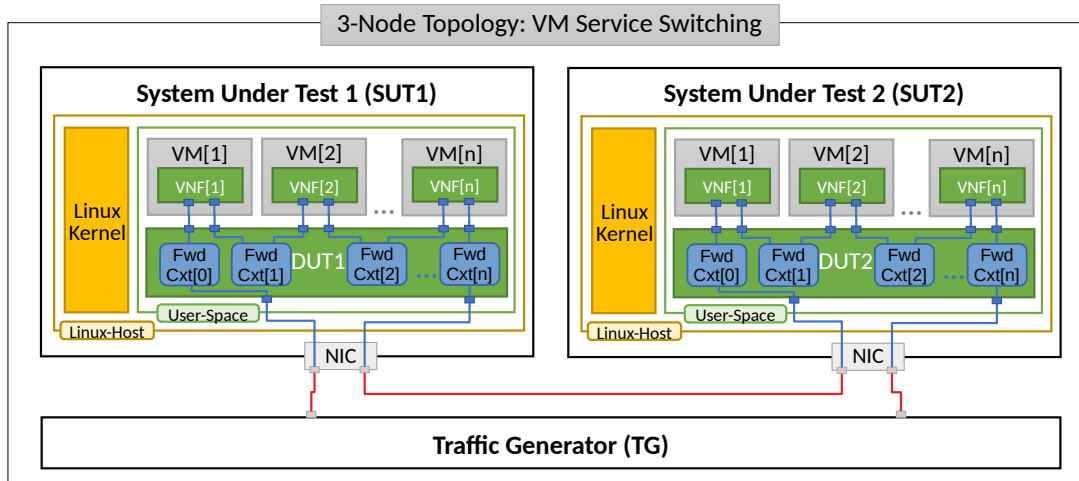 3-Node Topology: VM Service Switching
System Under Test 1 (SUT1)
Linux
Kernel
VM[1]
VNF[1]
VM[2]
VNF[2]
...
VM[n]
VNF[n]
DUT1
Fwd
Cxt[0]
Fwd
Cxt[1]
Fwd
Cxt[2]
...
Fwd
Cxt[n]
User-Space
Linux-Host
NIC
System Under Test 2 (SUT2)
Linux
Kernel
VM[1]
VNF[1]
VM[2]
VNF[2]
...
VM[n]
VNF[n]
DUT2
Fwd
Cxt[0]
Fwd
Cxt[1]
Fwd
Cxt[2]
...
Fwd
Cxt[n]
User-Space
Linux-Host
NIC
Traffic Generator (TG)